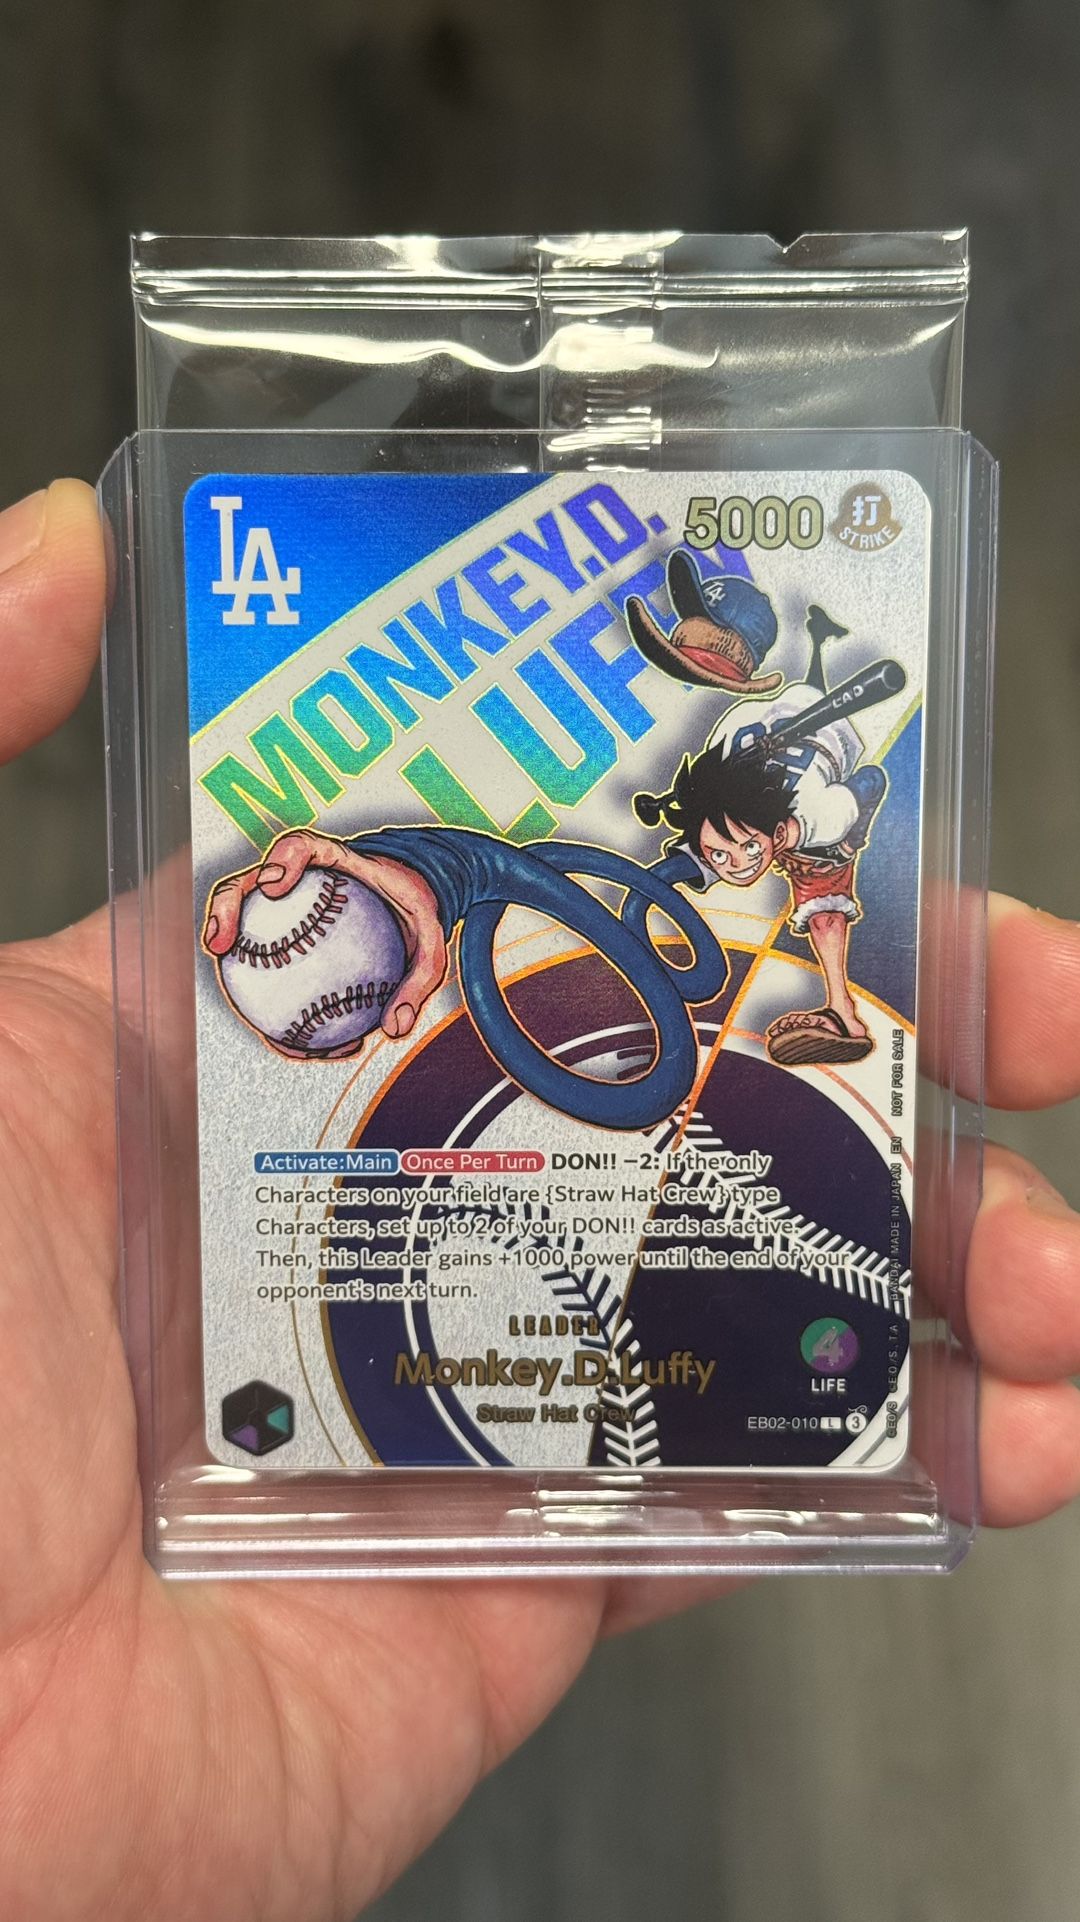 LA
MONKEY.D.
LUFFY
5000
打
STRIKE
LA
Activate:Main Once Per Turn DON!! −2: If the only
Characters on your field are {Straw Hat Crew} type
Characters, set up to 2 of your DON!! cards as active.
Then, this Leader gains +1000 power until the end of your
opponent's next turn.
LEADER
Monkey.D.Luffy
Straw Hat Crew
4
LIFE
EB02-010 L 3
BANDAI MADE IN JAPAN EN NOT FOR SALE